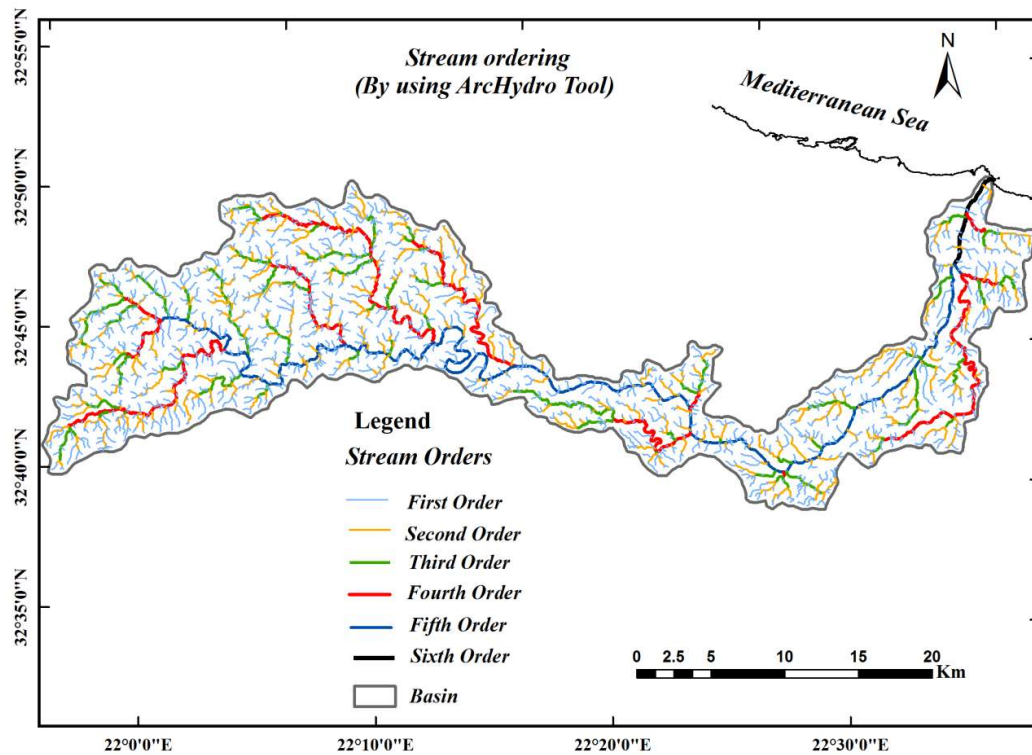 Stream ordering
(By using ArcHydro Tool)
N
Mediterranean Sea
32°55'0"N
32°50'0"N
32°45'0"N
32°40'0"N
32°35'0"N
Legend
Stream Orders
First Order
Second Order
Third Order
Fourth Order
Fifth Order
Sixth Order
Basin
0 2.5 5 10 15 20
Km
22°0'0"E 22°10'0"E 22°20'0"E 22°30'0"E